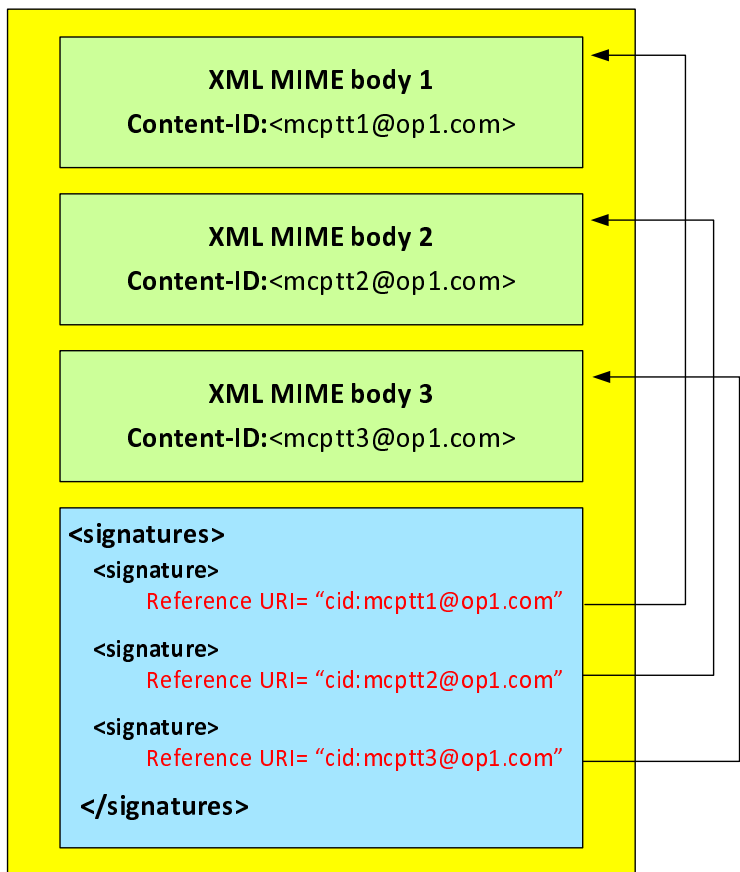 XML MIME body 1
Content-ID:<mcptt1@op1.com>
XML MIME body 2
Content-ID:<mcptt2@op1.com>
XML MIME body 3
Content-ID:<mcptt3@op1.com>
<signatures>
<signature>
Reference URI= “cid:mcptt1@op1.com”
<signature>
Reference URI= “cid:mcptt2@op1.com”
<signature>
Reference URI= “cid:mcptt3@op1.com”
</signatures>